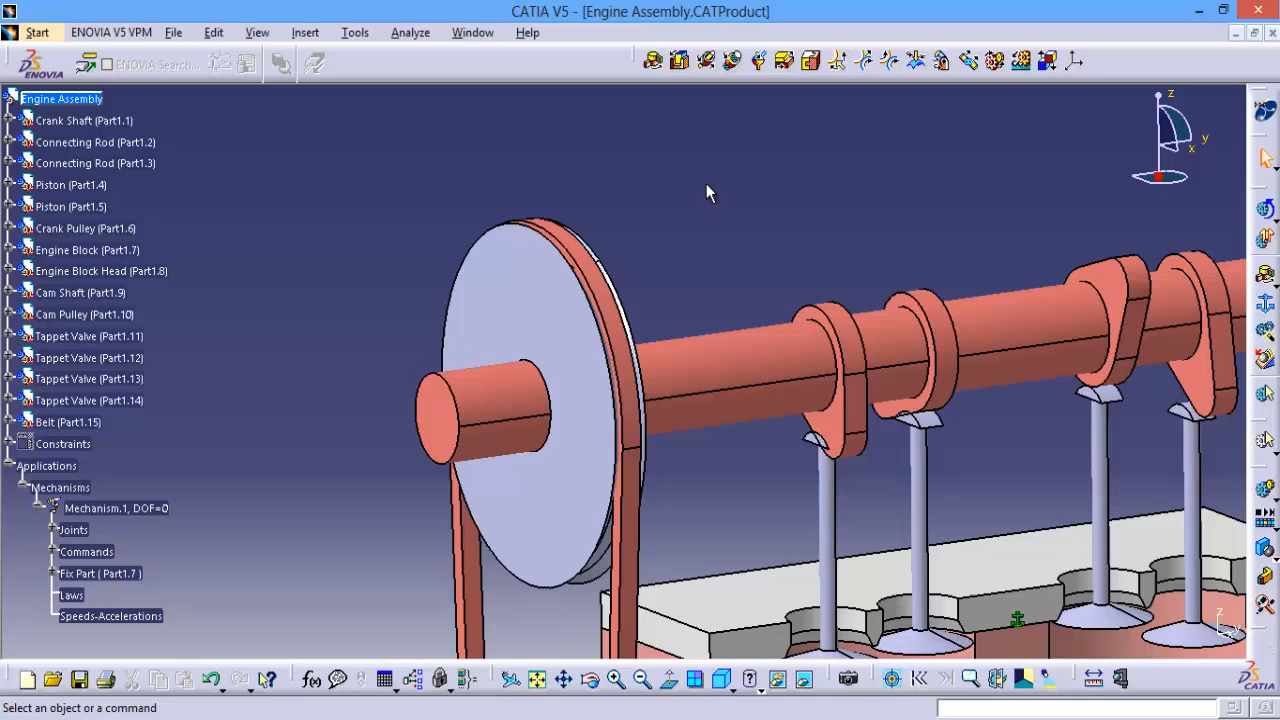 CATIA V5 - [Engine Assembly.CATProduct]
Start ENOVIA V5 VPM File Edit View Insert Tools Analyze Window Help
ENOVIA Search...
Engine Assembly
Crank Shaft (Part1.1)
Connecting Rod (Part1.2)
Connecting Rod (Part1.3)
Piston (Part1.4)
Piston (Part1.5)
Crank Pulley (Part1.6)
Engine Block (Part1.7)
Engine Block Head (Part1.8)
Cam Shaft (Part1.9)
Cam Pulley (Part1.10)
Tappet Valve (Part1.11)
Tappet Valve (Part1.12)
Tappet Valve (Part1.13)
Tappet Valve (Part1.14)
Belt (Part1.15)
Constraints
Applications
Mechanisms
Mechanism.1, DOF=0
Joints
Commands
Fix Part ( Part1.7 )
Laws
Speeds-Accelerations
z
y
x
z
y
f(x)
CATIA
Select an object or a command